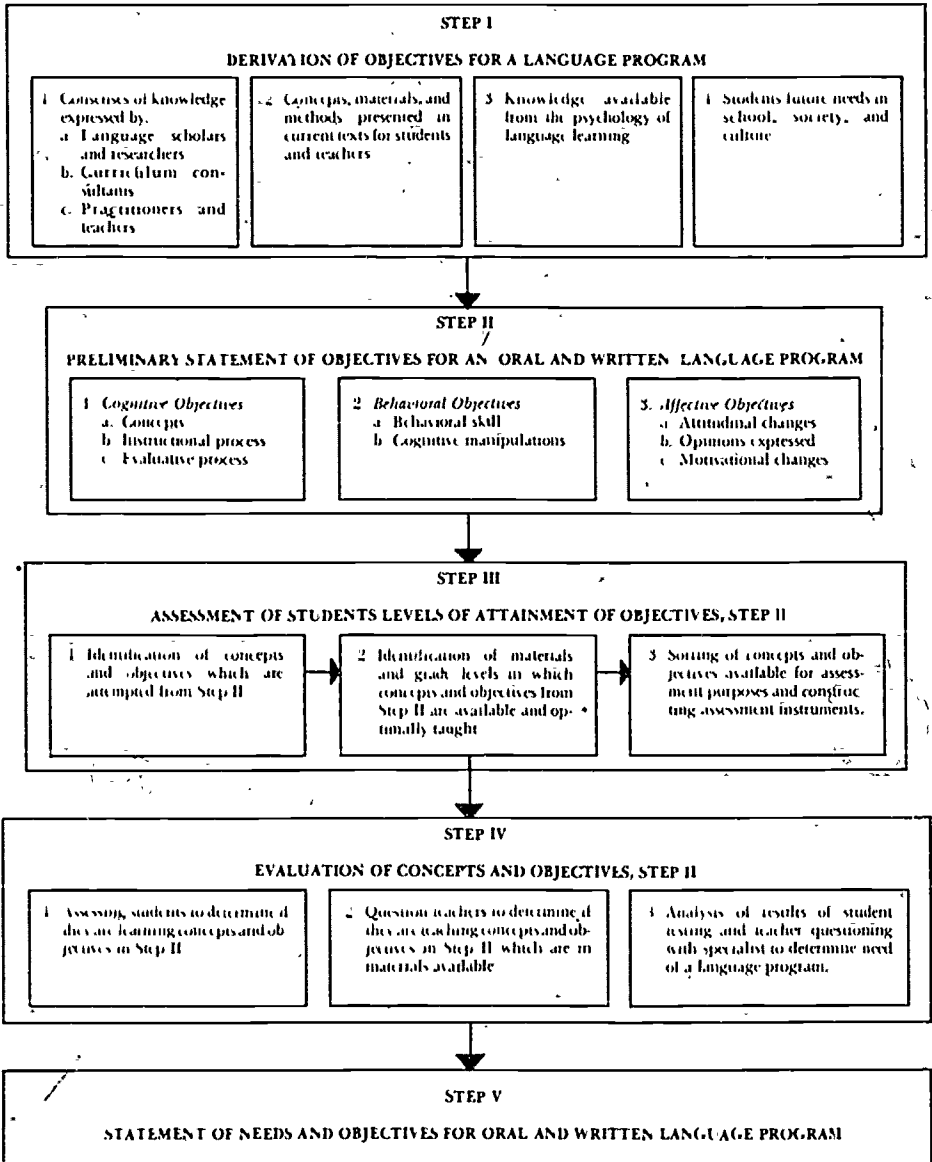 STEP I
DERIVATION OF OBJECTIVES FOR A LANGUAGE PROGRAM
1 Consenses of knowledge
expressed by.
a Language scholars
and researchers
b. Curriculum con-
sultants
c. Practitioners and
teachers
2 Concepts, materials, and
methods presented in
current texts for students
and teachers
3 Knowledge available
from the psychology of
language learning
4 Students future needs in
school, society, and
culture
STEP II
PRELIMINARY STATEMENT OF OBJECTIVES FOR AN ORAL AND WRITTEN LANGUAGE PROGRAM
1 Cognitive Objectives
a. Concepts
b Instructional process
c Evaluative process
2 Behavioral Objectives
a Behavioral skill
b Cognitive manipulations
3. Affective Objectives
a Attitudinal changes
b Opinions expressed
c Motivational changes
STEP III
ASSESSMENT OF STUDENTS LEVELS OF ATTAINMENT OF OBJECTIVES, STEP II
1 Identification of concepts
and objectives which are
attempted from Step II
2 Identification of materials
and grade levels in which
concepts and objectives from
Step II are available and op-
timally taught
3 Sorting of concepts and ob-
jectives available for assess-
ment purposes and construc-
ting assessment instruments.
STEP IV
EVALUATION OF CONCEPTS AND OBJECTIVES, STEP II
1 Assessing students to determine if
they are learning concepts and ob-
jectives in Step II
2 Question teachers to determine if
they are teaching concepts and ob-
jectives in Step II which are in
materials available
3 Analysis of results of student
testing and teacher questioning
with specialist to determine need
of a language program.
STEP V
STATEMENT OF NEEDS AND OBJECTIVES FOR ORAL AND WRITTEN LANGUAGE PROGRAM